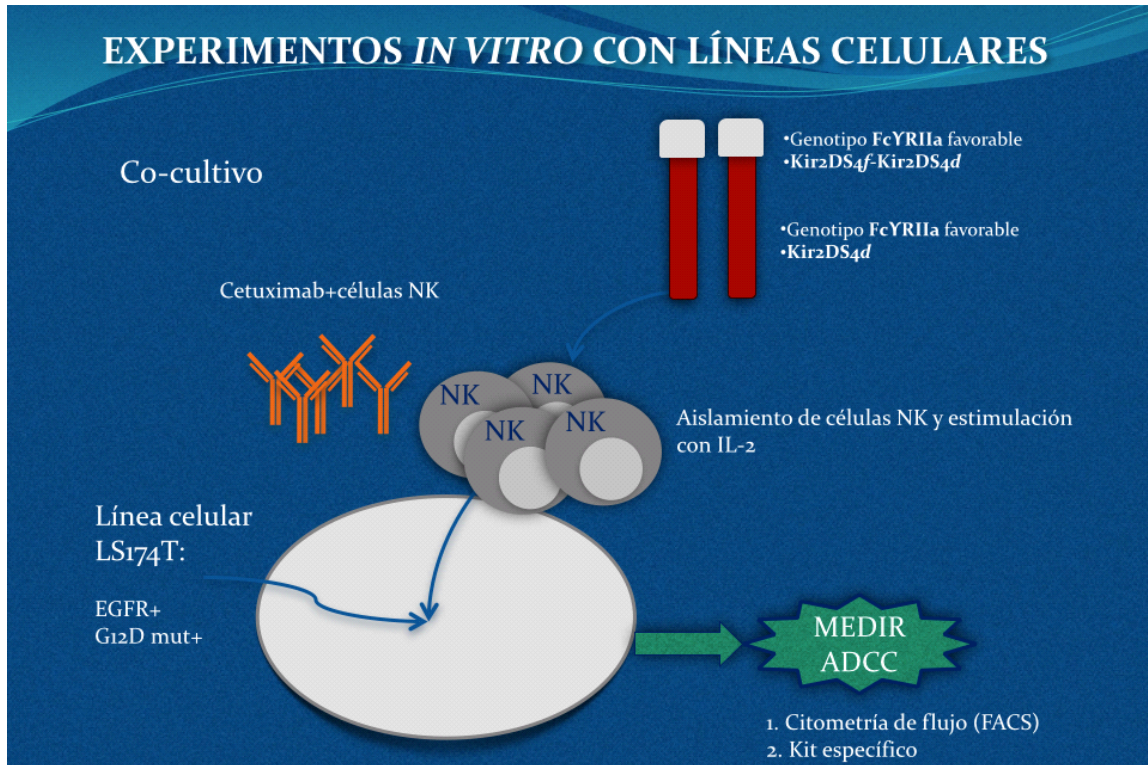 EXPERIMENTOS IN VITRO CON LÍNEAS CELULARES
Co-cultivo
•Genotipo FcϒRIIa favorable
•Kir2DS4f-Kir2DS4d
•Genotipo FcϒRIIa favorable
•Kir2DS4d
Cetuximab+células NK
NK
NK
NK
NK
Aislamiento de células NK y estimulación
con IL-2
Línea celular
LS174T:
EGFR+
G12D mut+
MEDIR
ADCC
1. Citometría de flujo (FACS)
2. Kit específico